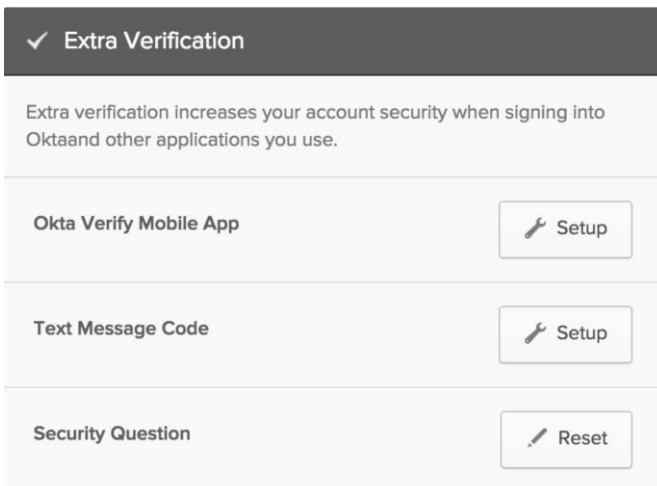 Extra Verification
Extra verification increases your account security when signing into
Oktaand other applications you use.
Okta Verify Mobile App
Setup
Text Message Code
Setup
Security Question
Reset